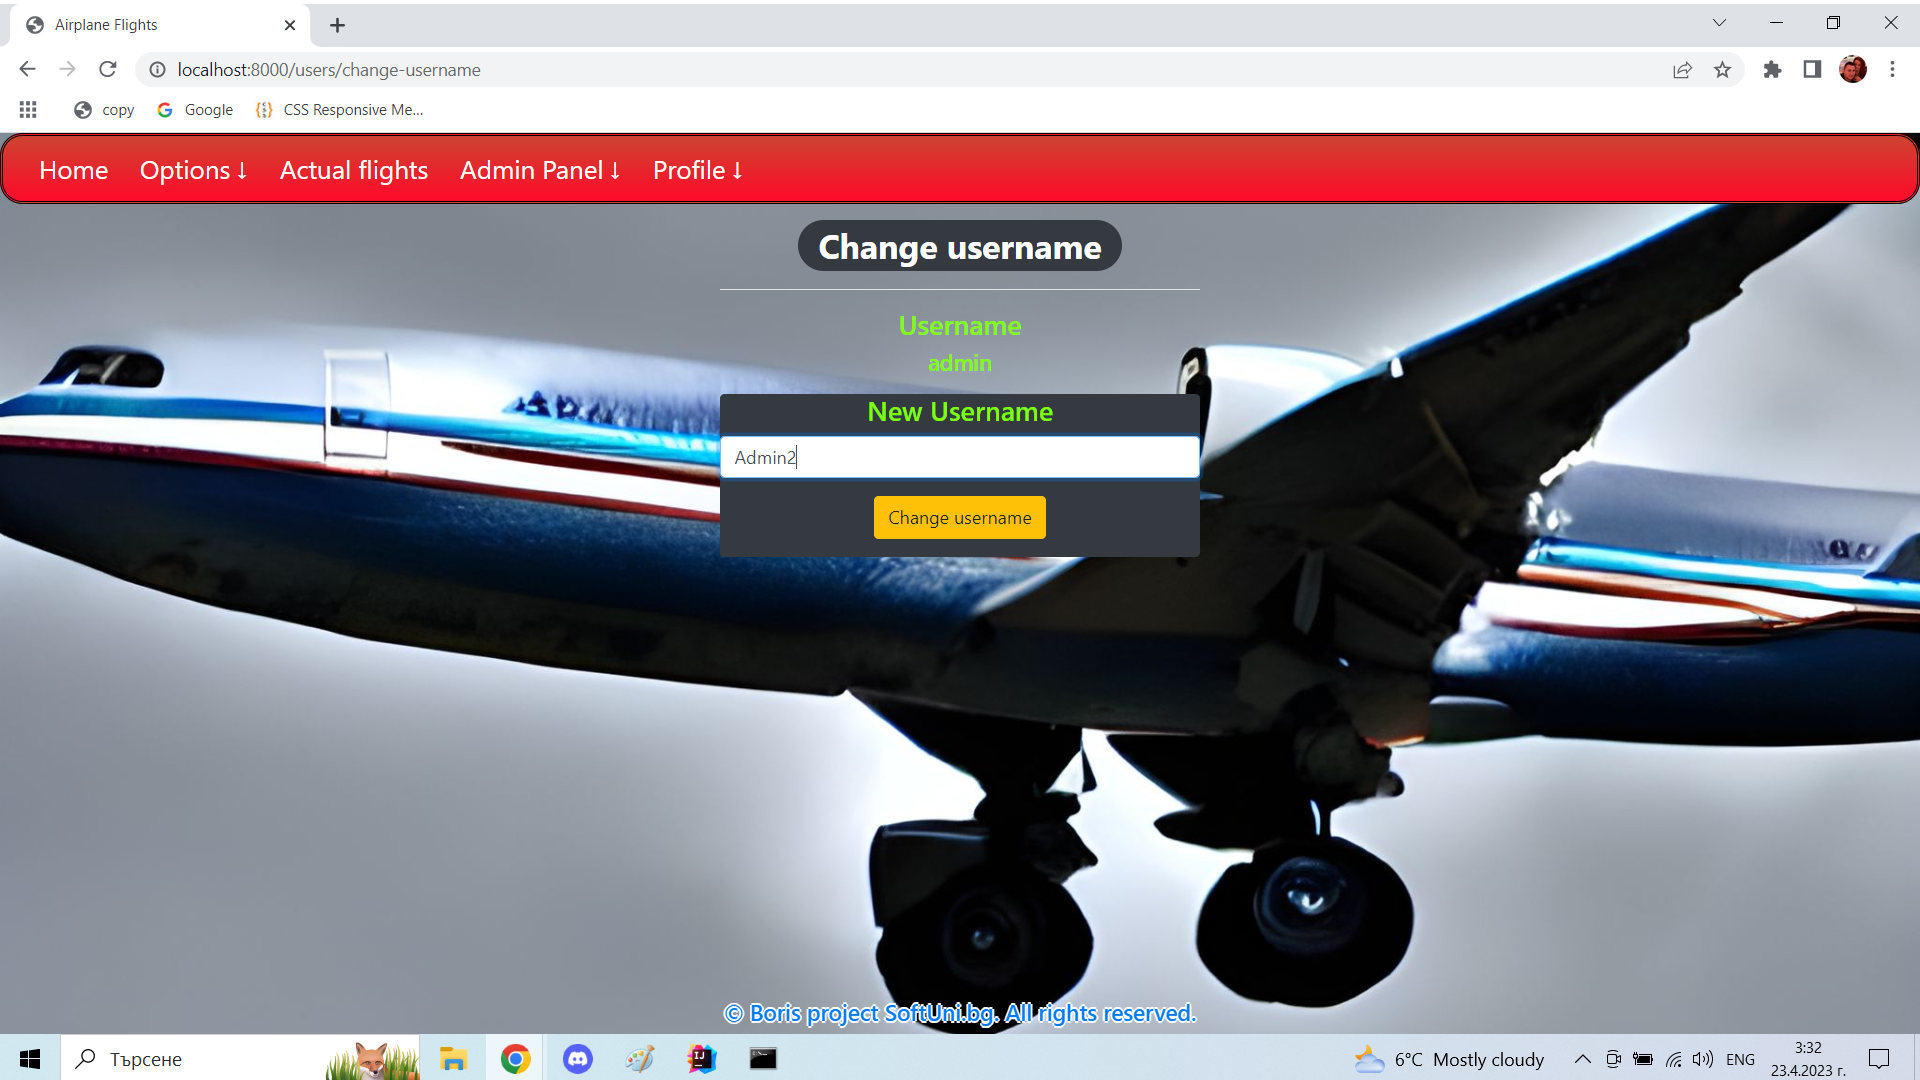 Airplane Flights
localhost:8000/users/change-username
copy
Google
CSS Responsive Me...
Home
Options ↓
Actual flights
Admin Panel ↓
Profile ↓
Change username
Username
admin
New Username
Admin2
Change username
© Boris project SoftUni.bg. All rights reserved.
Търсене
6°C Mostly cloudy
ENG
3:32
23.4.2023 г.